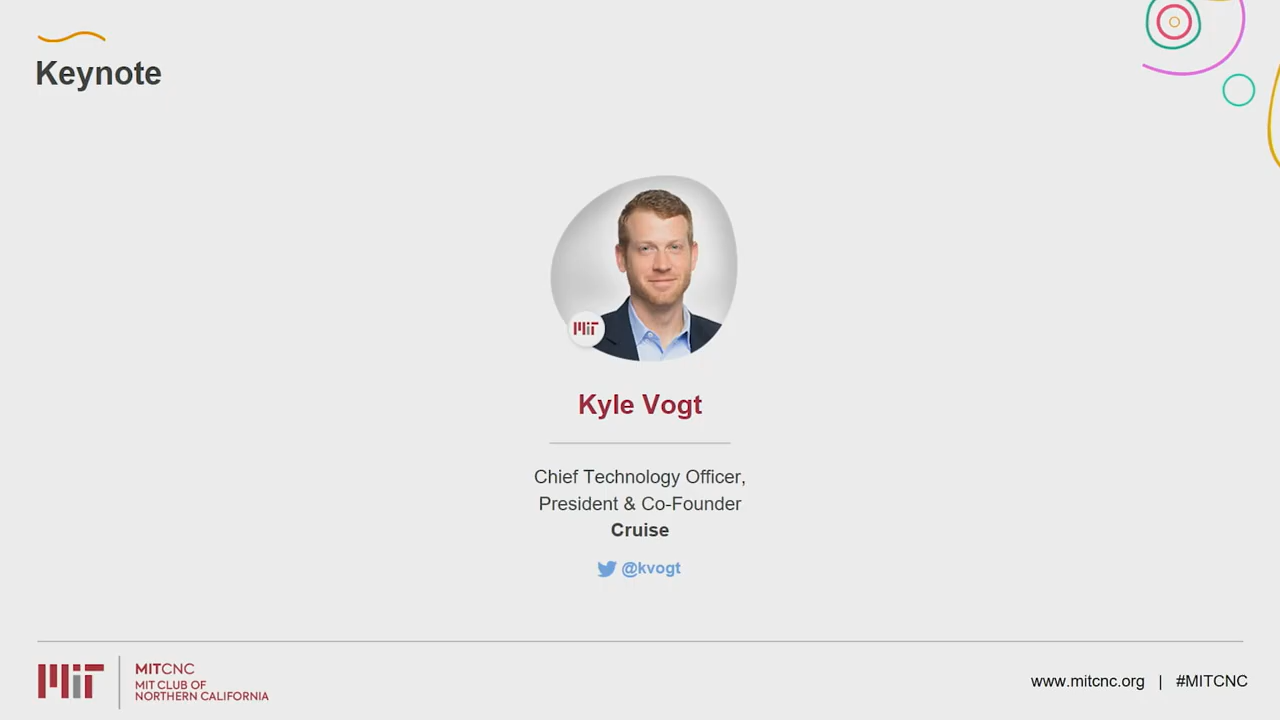 Keynote
MIT
Kyle Vogt
Chief Technology Officer,
President & Co-Founder
Cruise
@kvogt
MIT
MITCNC
MIT CLUB OF
NORTHERN CALIFORNIA
www.mitcnc.org | #MITCNC